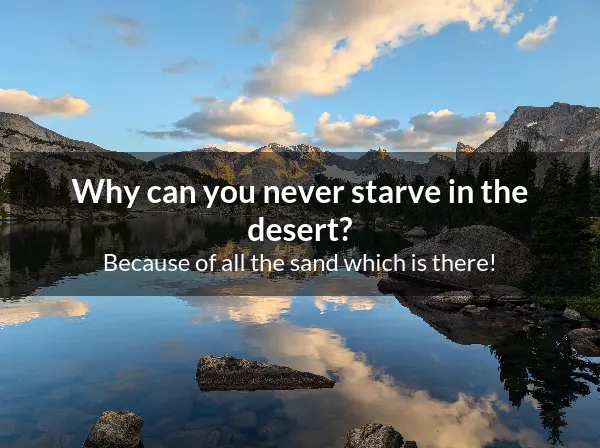 Why can you never starve in the
desert?
Because of all the sand which is there!